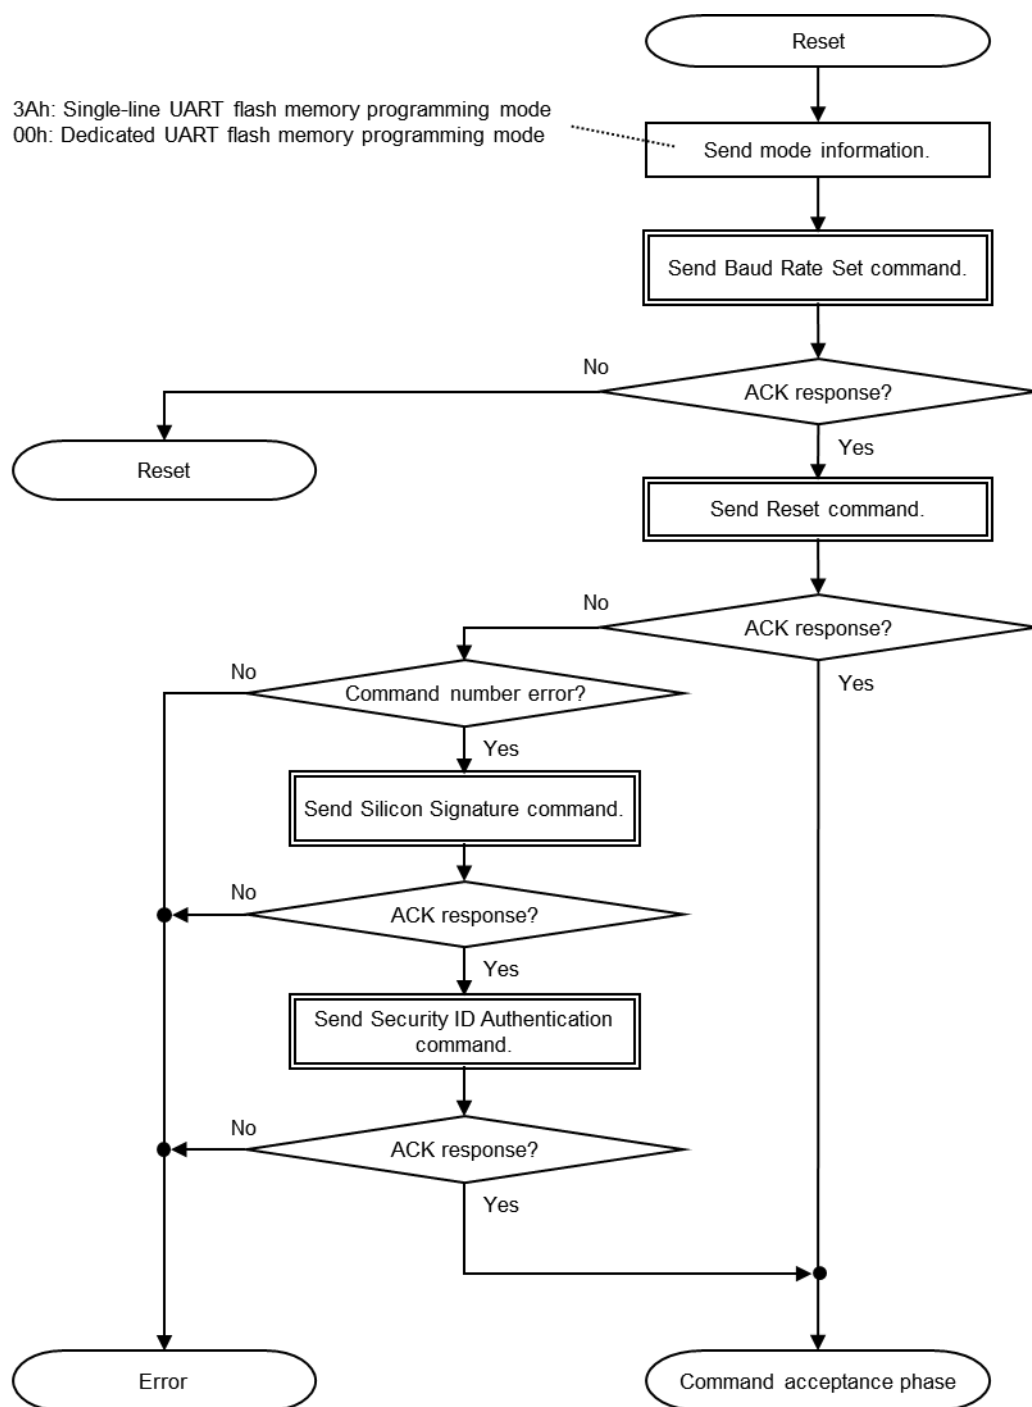 Reset
3Ah: Single-line UART flash memory programming mode
00h: Dedicated UART flash memory programming mode
Send mode information.
Send Baud Rate Set command.
No
ACK response?
Yes
Reset
Send Reset command.
No
ACK response?
Yes
No
Command number error?
Yes
Send Silicon Signature command.
No
ACK response?
Yes
Send Security ID Authentication
command.
No
ACK response?
Yes
Error
Command acceptance phase